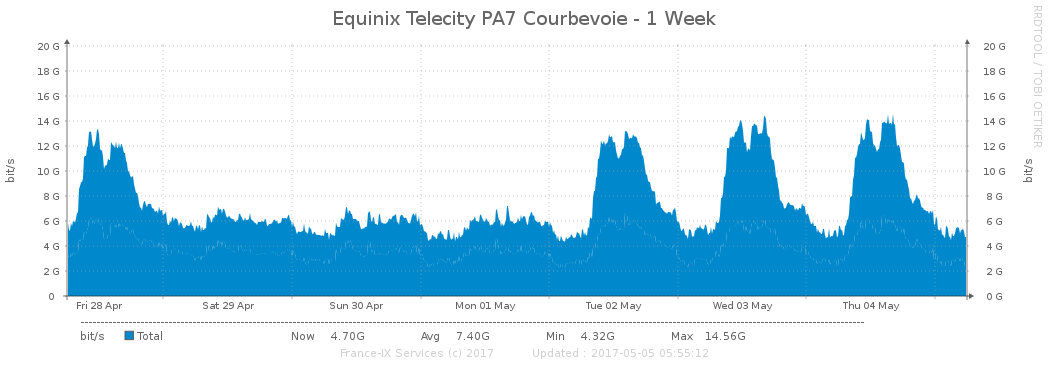 Equinix Telecity PA7 Courbevoie - 1 Week
RRDTOOL / TOBI OETIKER
bit/s
20 G
18 G
16 G
14 G
12 G
10 G
8 G
6 G
4 G
2 G
0
20 G
18 G
16 G
14 G
12 G
10 G
8 G
6 G
4 G
2 G
0 G
bit/s
Fri 28 Apr Sat 29 Apr Sun 30 Apr Mon 01 May Tue 02 May Wed 03 May Thu 04 May
bit/s Total Now 4.70G Avg 7.40G Min 4.32G Max 14.56G
France-IX Services (c) 2017 Updated : 2017-05-05 05:55:12